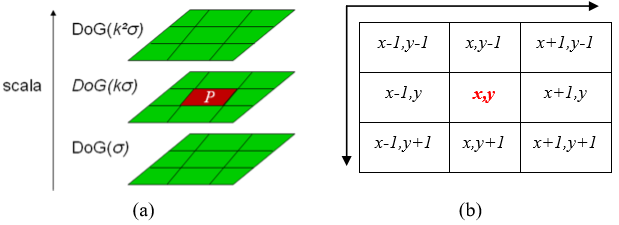 DoG(k²σ)
scala
DoG(kσ)
P
DoG(σ)
(a)
x-1,y-1 x,y-1 x+1,y-1
x-1,y x,y x+1,y
x-1,y+1 x,y+1 x+1,y+1
(b)